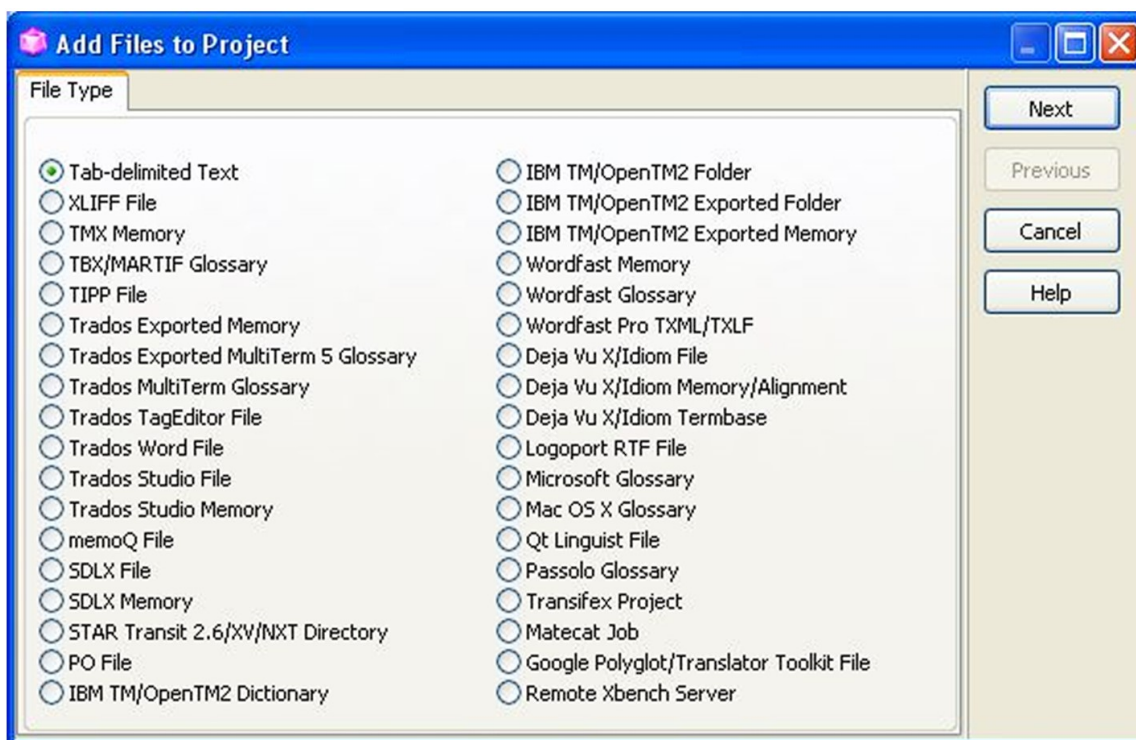 Add Files to Project
File Type
Tab-delimited Text
XLIFF File
TMX Memory
TBX/MARTIF Glossary
TIPP File
Trados Exported Memory
Trados Exported MultiTerm 5 Glossary
Trados MultiTerm Glossary
Trados TagEditor File
Trados Word File
Trados Studio File
Trados Studio Memory
memoQ File
SDLX File
SDLX Memory
STAR Transit 2.6/XV/NXT Directory
PO File
IBM TM/OpenTM2 Dictionary
IBM TM/OpenTM2 Folder
IBM TM/OpenTM2 Exported Folder
IBM TM/OpenTM2 Exported Memory
Wordfast Memory
Wordfast Glossary
Wordfast Pro TXML/TXLF
Deja Vu X/Idiom File
Deja Vu X/Idiom Memory/Alignment
Deja Vu X/Idiom Termbase
Logoport RTF File
Microsoft Glossary
Mac OS X Glossary
Qt Linguist File
Passolo Glossary
Transifex Project
Matecat Job
Google Polyglot/Translator Toolkit File
Remote Xbench Server
Next
Previous
Cancel
Help